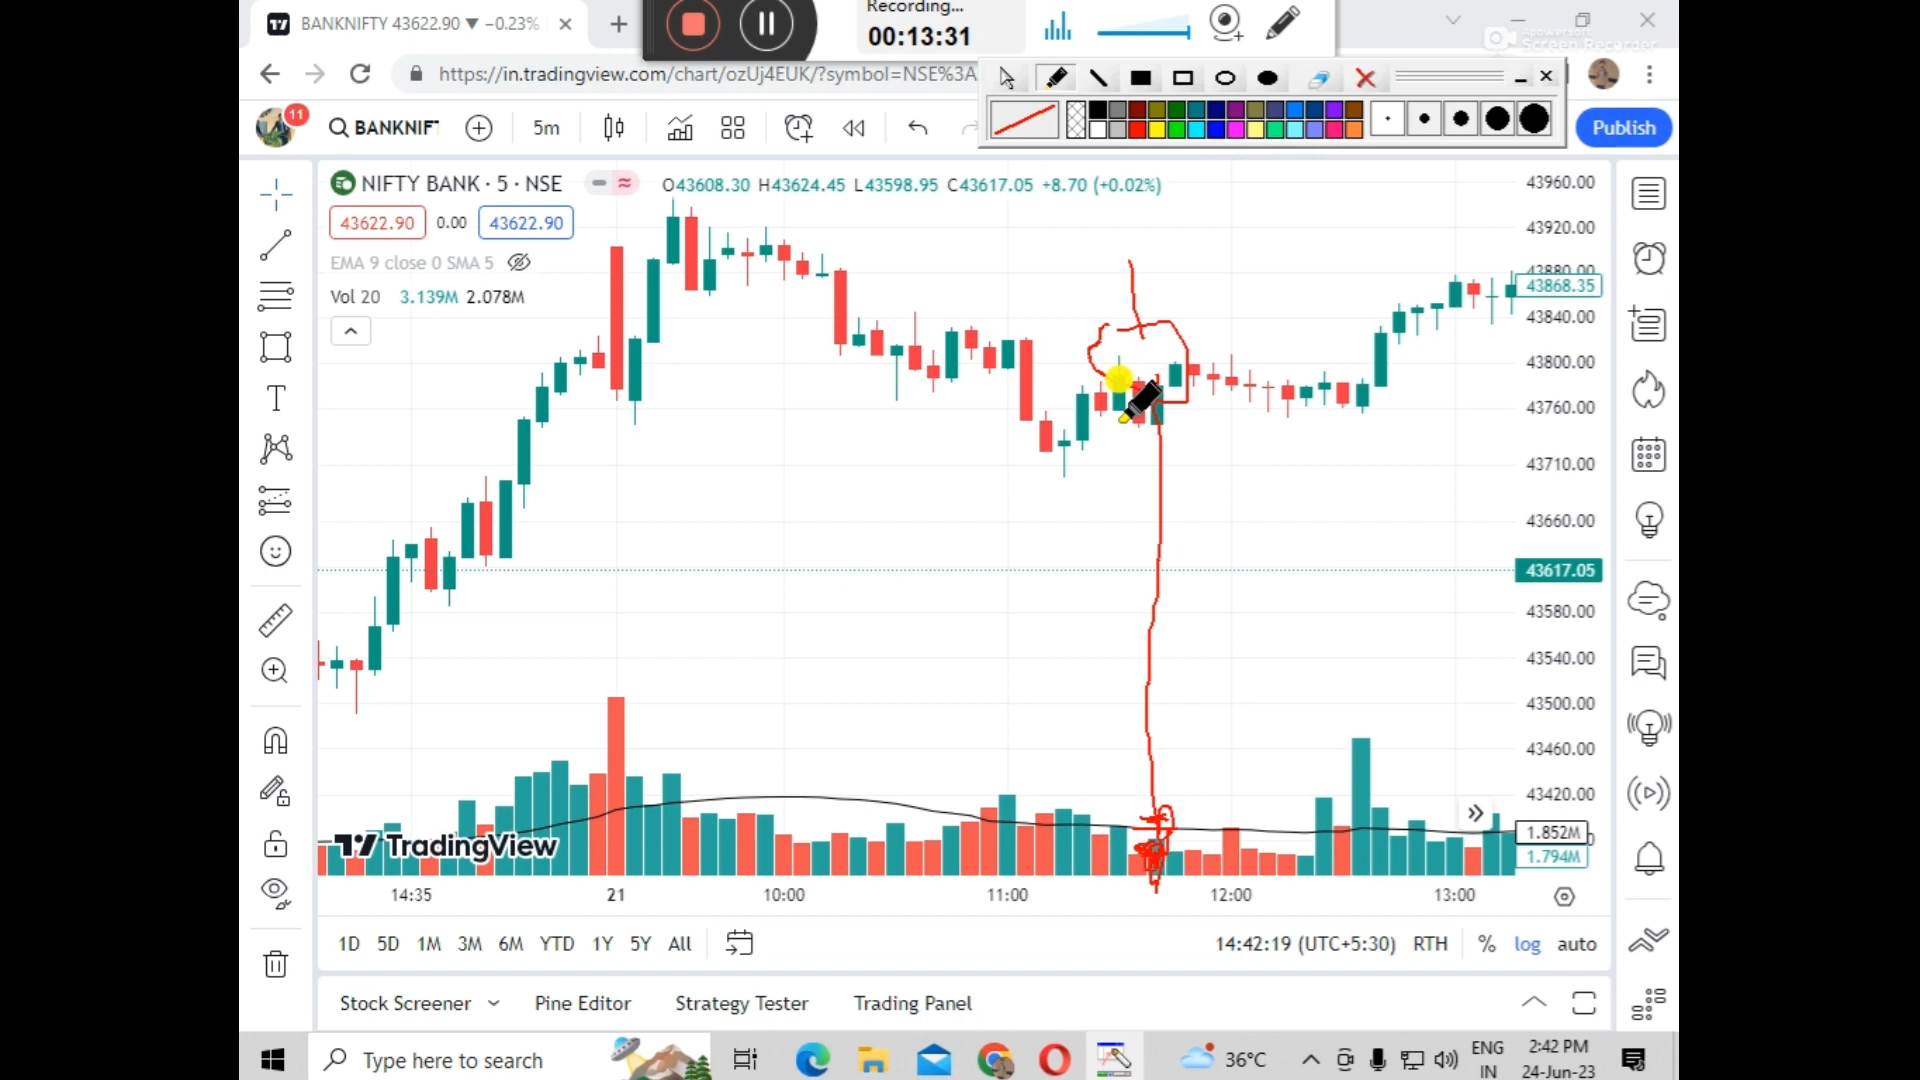 Recording...
00:13:31
BANKNIFTY 43622.90 ▼ −0.23%
Apowersoft
Screen Recorder
https://in.tradingview.com/chart/ozUj4EUK/?symbol=NSE%3A
11
BANKNIF
5m
Publish
NIFTY BANK · 5 · NSE
O43608.30 H43624.45 L43598.95 C43617.05 +8.70 (+0.02%)
43622.90 0.00 43622.90
EMA 9 close 0 SMA 5
Vol 20 3.139M 2.078M
43960.00
43920.00
43880.00
43868.35
43840.00
43800.00
43760.00
43710.00
43660.00
43617.05
43580.00
43540.00
43500.00
43460.00
43420.00
1.852M
1.794M
TradingView
14:35 21 10:00 11:00 12:00 13:00
1D 5D 1M 3M 6M YTD 1Y 5Y All
14:42:19 (UTC+5:30) RTH % log auto
Stock Screener Pine Editor Strategy Tester Trading Panel
Type here to search
36°C
ENG
IN
2:42 PM
24-Jun-23